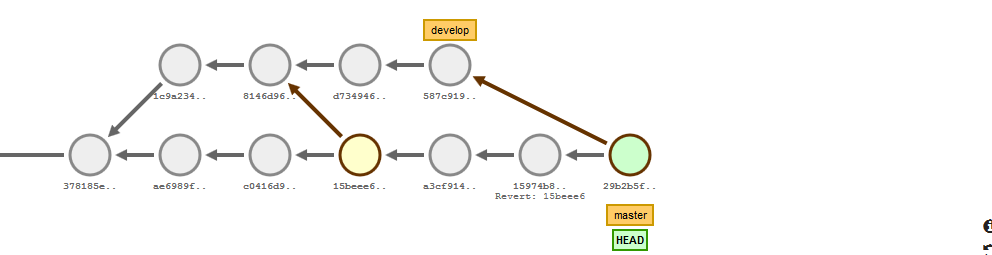 develop
1c9a234..
8146d96..
d734946..
587c919..
378185e..
ae6989f..
c0416d9..
15beee6..
a3cf914..
15974b8..
29b2b5f..
Revert: 15beee6
master
HEAD